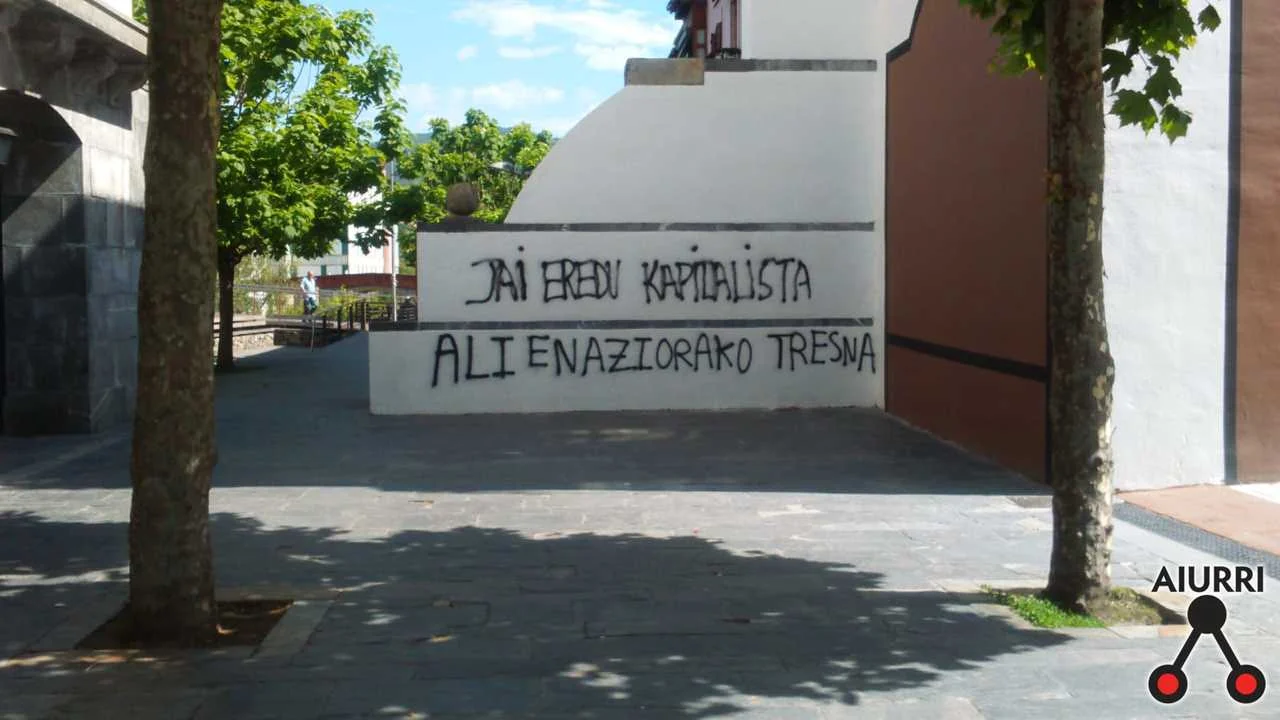 JAi EREDU KAPiTALiSTA
ALIENAZIORAKO TRESNA
AIURRI